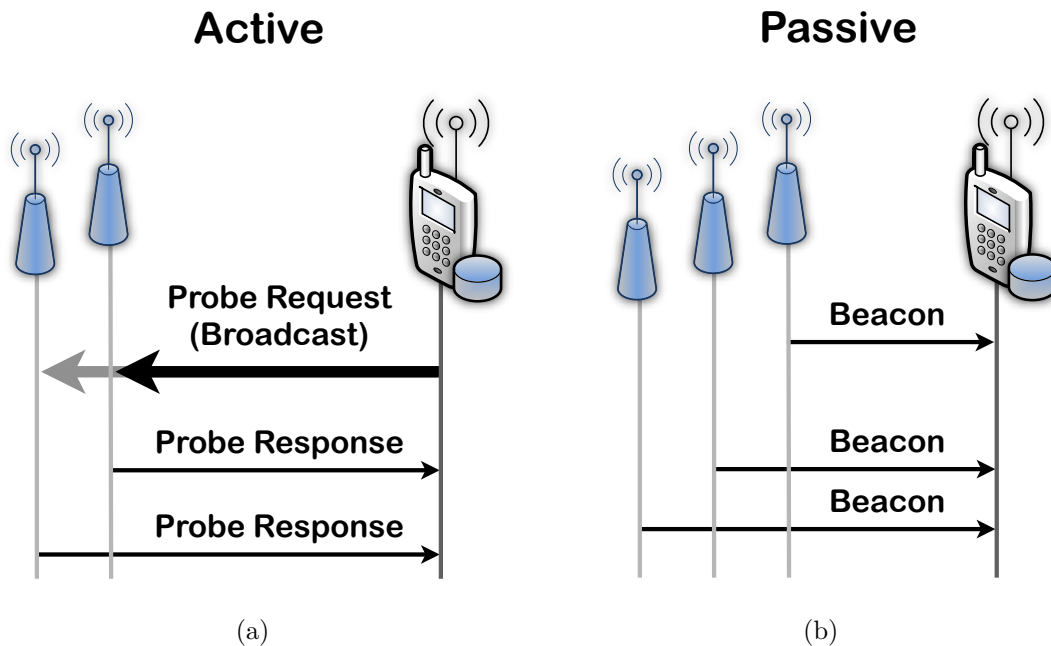 Active
Probe Request
(Broadcast)
Probe Response
Probe Response
(a)
Passive
Beacon
Beacon
Beacon
(b)